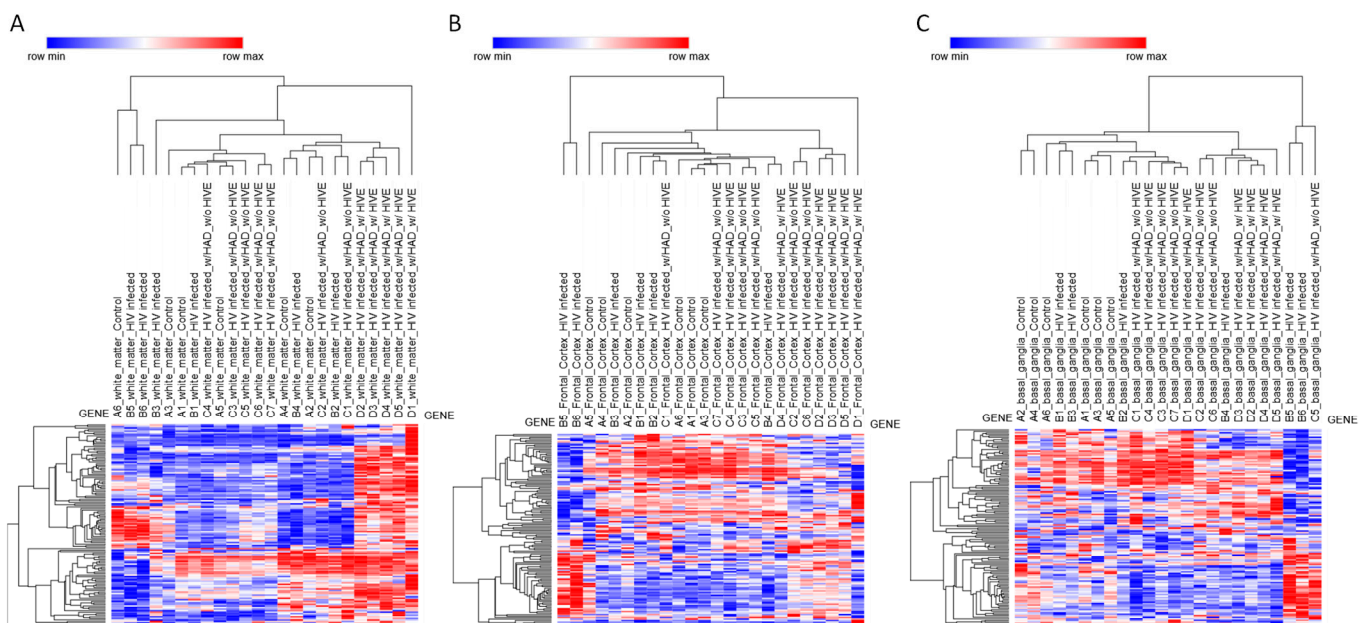 A
row min
row max
A6_white_matter_Control
B5_white_matter_HIV infected
B6_white_matter_HIV infected
B3_white_matter_HIV infected
A3_white_matter_Control
A1_white_matter_Control
B1_white_matter_HIV infected
C4_white_matter_HIV infected_w/HAD_w/o HIVE
A5_white_matter_Control
C3_white_matter_HIV infected_w/HAD_w/o HIVE
C5_white_matter_HIV infected_w/HAD_w/o HIVE
C6_white_matter_HIV infected_w/HAD_w/o HIVE
C7_white_matter_HIV infected_w/HAD_w/o HIVE
A4_white_matter_Control
B4_white_matter_HIV infected
A2_white_matter_Control
C2_white_matter_HIV infected_w/HAD_w/o HIVE
B2_white_matter_HIV infected
C1_white_matter_HIV infected_w/HAD_w/o HIVE
D2_white_matter_HIV infected_w/HAD_w/ HIVE
D3_white_matter_HIV infected_w/HAD_w/ HIVE
D4_white_matter_HIV infected_w/HAD_w/ HIVE
D5_white_matter_HIV infected_w/HAD_w/ HIVE
D1_white_matter_HIV infected_w/HAD_w/ HIVE
GENE
GENE
B
row min
row max
B5_Frontal_Cortex_HIV infected
B6_Frontal_Cortex_HIV infected
A5_Frontal_Cortex_Control
A4_Frontal_Cortex_Control
B3_Frontal_Cortex_HIV infected
A2_Frontal_Cortex_Control
B1_Frontal_Cortex_HIV infected
B2_Frontal_Cortex_HIV infected
C1_Frontal_Cortex_HIV infected_w/HAD_w/o HIVE
A6_Frontal_Cortex_Control
A1_Frontal_Cortex_Control
A3_Frontal_Cortex_Control
C7_Frontal_Cortex_HIV infected_w/HAD_w/o HIVE
C4_Frontal_Cortex_HIV infected_w/HAD_w/o HIVE
C3_Frontal_Cortex_HIV infected_w/HAD_w/o HIVE
C5_Frontal_Cortex_HIV infected_w/HAD_w/o HIVE
B4_Frontal_Cortex_HIV infected
D4_Frontal_Cortex_HIV infected_w/HAD_w/ HIVE
C2_Frontal_Cortex_HIV infected_w/HAD_w/o HIVE
C6_Frontal_Cortex_HIV infected_w/HAD_w/o HIVE
D2_Frontal_Cortex_HIV infected_w/HAD_w/ HIVE
D3_Frontal_Cortex_HIV infected_w/HAD_w/ HIVE
D5_Frontal_Cortex_HIV infected_w/HAD_w/ HIVE
D1_Frontal_Cortex_HIV infected_w/HAD_w/ HIVE
GENE
C
row min
row max
A2_basal_ganglia_Control
A4_basal_ganglia_Control
A6_basal_ganglia_Control
B1_basal_ganglia_HIV infected
B3_basal_ganglia_HIV infected
A1_basal_ganglia_Control
A3_basal_ganglia_Control
A5_basal_ganglia_Control
B2_basal_ganglia_HIV infected
C1_basal_ganglia_HIV infected_w/HAD_w/o HIVE
C4_basal_ganglia_HIV infected_w/HAD_w/o HIVE
C3_basal_ganglia_HIV infected_w/HAD_w/o HIVE
C7_basal_ganglia_HIV infected_w/HAD_w/o HIVE
D1_basal_ganglia_HIV infected_w/HAD_w/ HIVE
C2_basal_ganglia_HIV infected_w/HAD_w/o HIVE
C6_basal_ganglia_HIV infected_w/HAD_w/o HIVE
B4_basal_ganglia_HIV infected
D3_basal_ganglia_HIV infected_w/HAD_w/ HIVE
D2_basal_ganglia_HIV infected_w/HAD_w/ HIVE
D4_basal_ganglia_HIV infected_w/HAD_w/ HIVE
D5_basal_ganglia_HIV infected_w/HAD_w/ HIVE
B5_basal_ganglia_HIV infected
B6_basal_ganglia_HIV infected
C5_basal_ganglia_HIV infected_w/HAD_w/o HIVE
GENE
GENE
GENE